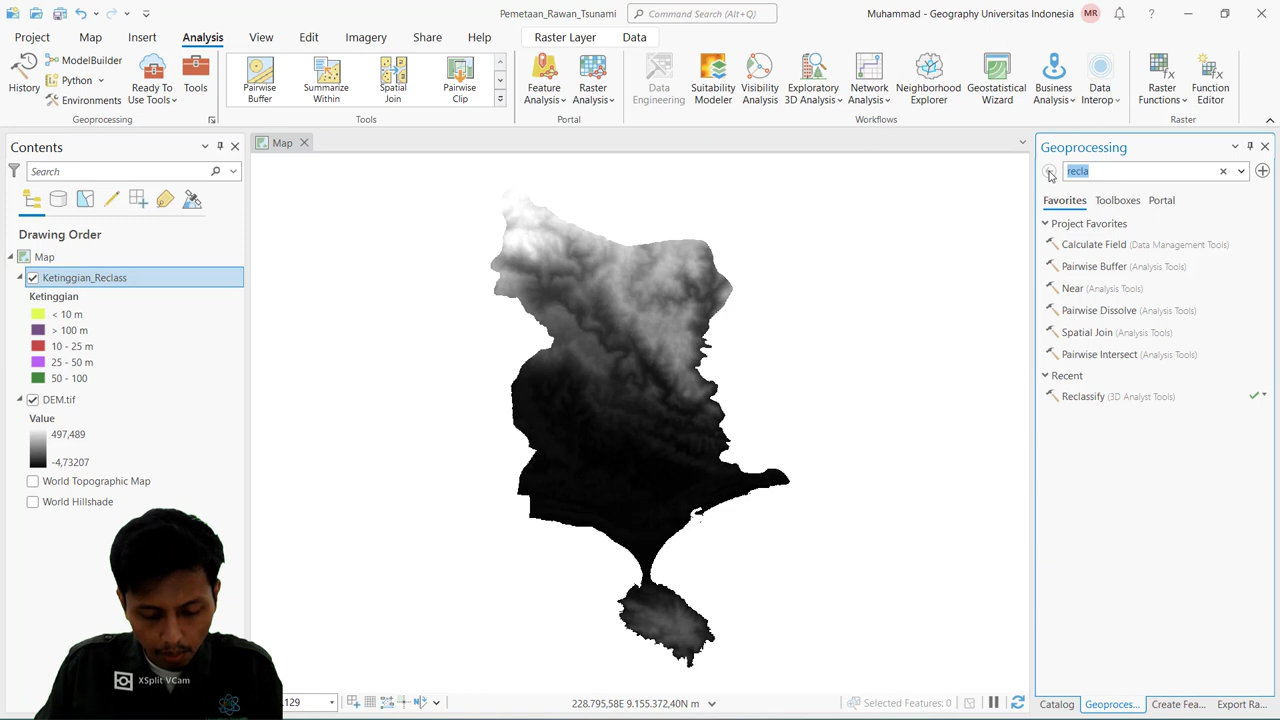 Pemetaan_Rawan_Tsunami
Command Search (Alt+Q)
Muhammad - Geography Universitas Indonesia
MR
Project
Map
Insert
Analysis
View
Edit
Imagery
Share
Help
Raster Layer
Data
History
ModelBuilder
Python
Environments
Ready To Use Tools
Tools
Geoprocessing
Pairwise Buffer
Summarize Within
Spatial Join
Pairwise Clip
Tools
Feature Analysis
Raster Analysis
Portal
Data Engineering
Suitability Modeler
Visibility Analysis
Exploratory 3D Analysis
Network Analysis
Neighborhood Explorer
Geostatistical Wizard
Business Analysis
Data Interop
Workflows
Raster Functions
Function Editor
Raster
Contents
Search
Drawing Order
Map
Ketinggian_Reclass
Ketinggian
< 10 m
> 100 m
10 - 25 m
25 - 50 m
50 - 100
DEM.tif
Value
497,489
-4,73207
World Topographic Map
World Hillshade
XSplit VCam
Map
.129
228.795,58E 9.155.372,40N m
Selected Features: 0
Geoprocessing
recla
Favorites
Toolboxes
Portal
Project Favorites
Calculate Field (Data Management Tools)
Pairwise Buffer (Analysis Tools)
Near (Analysis Tools)
Pairwise Dissolve (Analysis Tools)
Spatial Join (Analysis Tools)
Pairwise Intersect (Analysis Tools)
Recent
Reclassify (3D Analyst Tools)
Catalog
Geoproces...
Create Fea...
Export Ra...